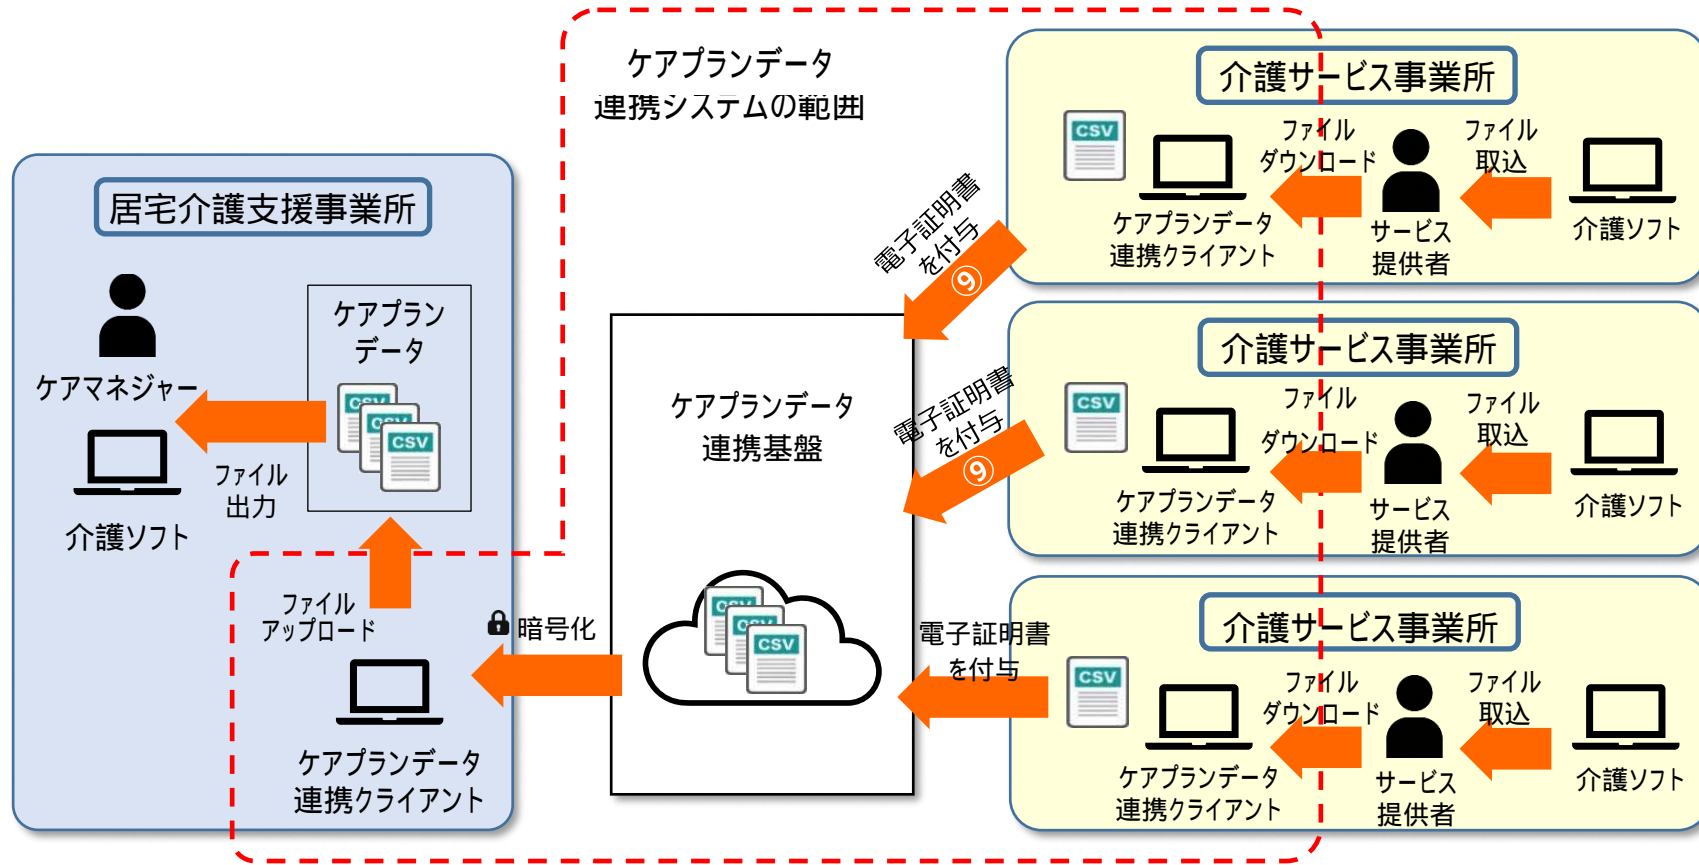 ケアプランデータ
連携システムの範囲
居宅介護支援事業所
ケアマネジャー
介護ソフト
ケアプラン
データ
CSV
CSV
CSV
ファイル
出力
ファイル
アップロード
ケアプランデータ
連携クライアント
暗号化
ケアプランデータ
連携基盤
CSV
CSV
CSV
電子証明書
を付与
⑨
電子証明書
を付与
⑨
電子証明書
を付与
介護サービス事業所
CSV
ファイル
ダウンロード
ファイル
取込
ケアプランデータ
連携クライアント
サービス
提供者
介護ソフト
介護サービス事業所
CSV
ファイル
ダウンロード
ファイル
取込
ケアプランデータ
連携クライアント
サービス
提供者
介護ソフト
介護サービス事業所
CSV
ファイル
ダウンロード
ファイル
取込
ケアプランデータ
連携クライアント
サービス
提供者
介護ソフト